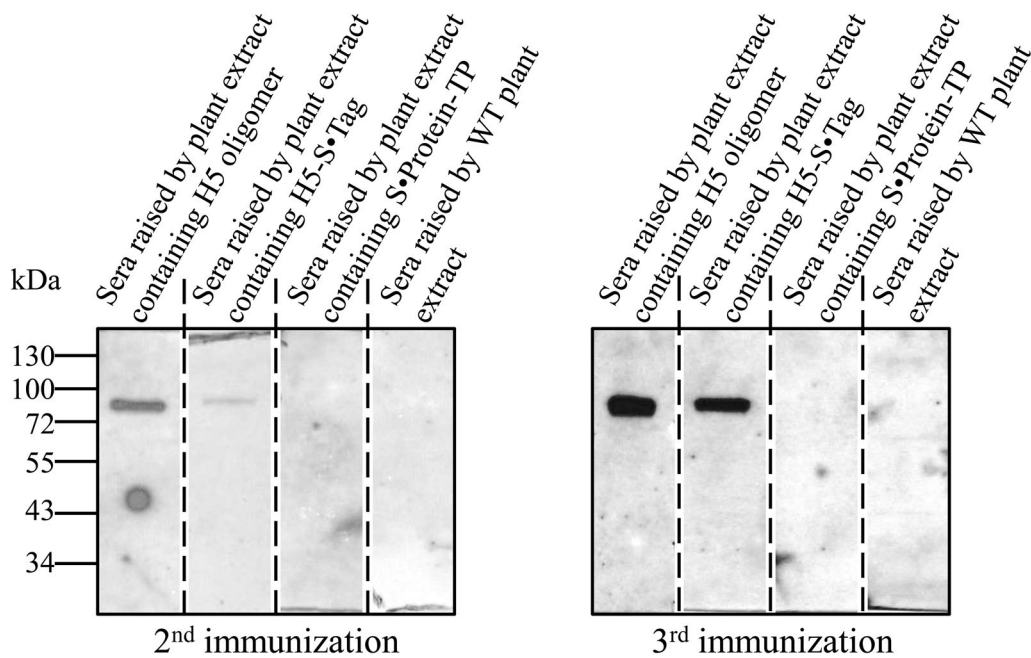 Sera raised by plant extract
containing H5 oligomer
Sera raised by plant extract
containing H5-S•Tag
Sera raised by plant extract
containing S•Protein-TP
Sera raised by WT plant
extract
Sera raised by plant extract
containing H5 oligomer
Sera raised by plant extract
containing H5-S•Tag
Sera raised by plant extract
containing S•Protein-TP
Sera raised by WT plant
extract
kDa
130
100
72
55
43
34
2nd immunization
3rd immunization